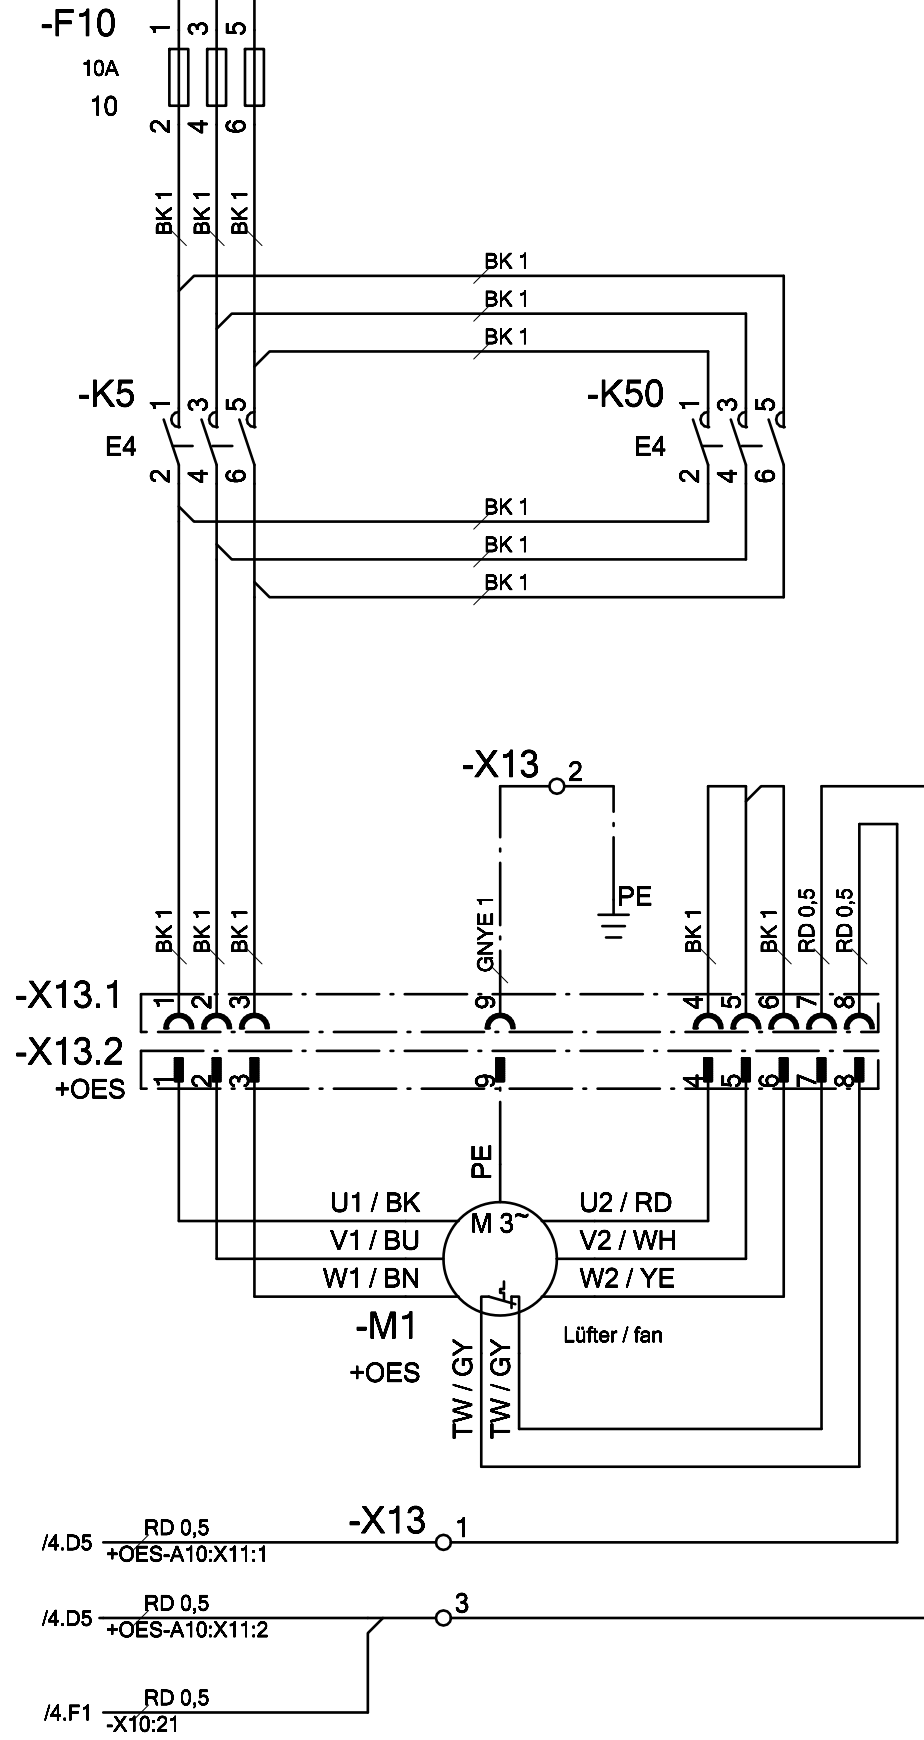 -F10 1 3 5
10A
10
2 4 6
BK 1 BK 1 BK 1
BK 1
BK 1
BK 1
-K5 1 3 5 -K50 1 3 5
E4 E4
2 4 6 2 4 6
BK 1
BK 1
BK 1
-X13 2
PE
BK 1 BK 1 BK 1 GNYE 1 BK 1 BK 1 RD 0,5 RD 0,5
-X13.1 1 2 3 9 4 5 6 7 8
-X13.2 1 2 3 9 4 5 6 7 8
+OES
PE
U1 / BK M 3~ U2 / RD
V1 / BU V2 / WH
W1 / BN W2 / YE
-M1 Lüfter / fan
+OES TW / GY TW / GY
/4.D5 RD 0,5 -X13 1
+OES-A10:X11:1
/4.D5 RD 0,5 3
+OES-A10:X11:2
/4.F1 RD 0,5
-X10:21